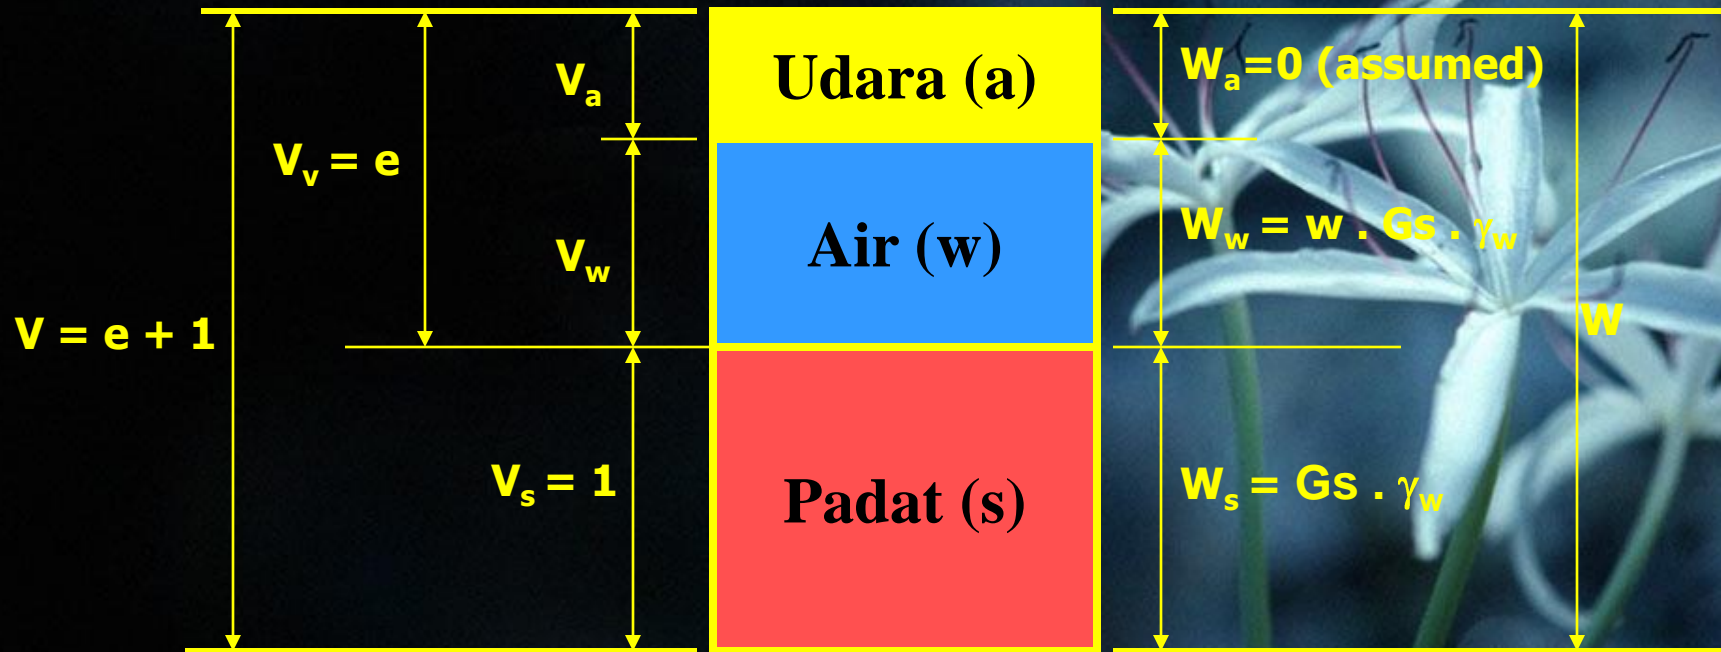 Udara (a)
Wa=0 (assumed)
Va
Vv = e
Air (w)
Ww = w . Gs . γw
Vw
V = e + 1
W
Vs = 1
Padat (s)
Ws = Gs . γw